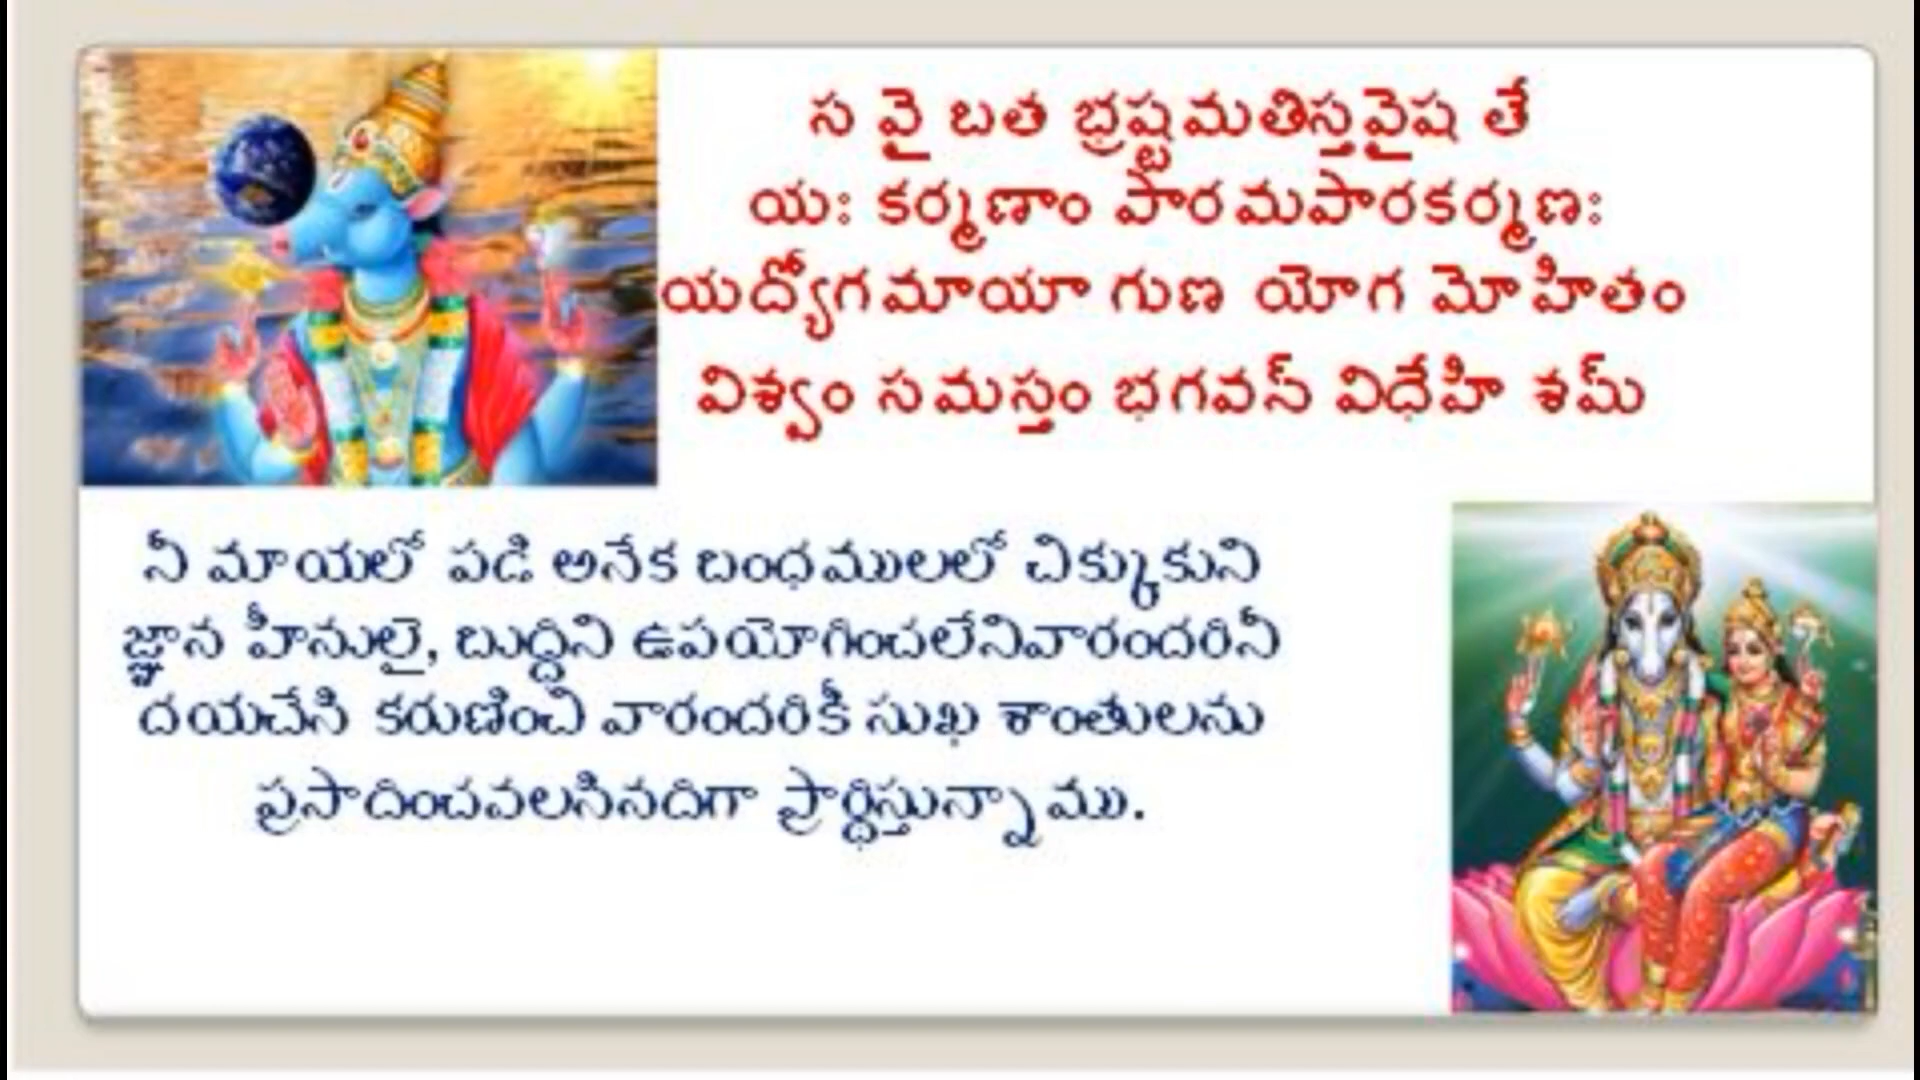 స వై బత భ్రష్టమతిస్తవైష తే
యః కర్మణాం పారమపారకర్మణః
యద్యోగమాయా గుణ యోగ మోహితం
విశ్వం సమస్తం భగవన్ విధేహి శమ్
నీ మాయలో పడి అనేక బంధములలో చిక్కుకుని
జ్ఞాన హీనులై, బుద్దిని ఉపయోగించలేనివారందరినీ
దయచేసి కరుణించి వారందరికీ సుఖ శాంతులను
ప్రసాదించవలసినదిగా ప్రార్థిస్తున్నాము.